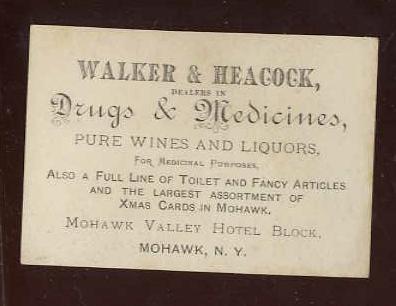 WALKER & HEACOCK,
DEALERS IN
Drugs & Medicines,
PURE WINES AND LIQUORS,
FOR MEDICINAL PURPOSES.
ALSO A FULL LINE OF TOILET AND FANCY ARTICLES
AND THE LARGEST ASSORTMENT OF
XMAS CARDS IN MOHAWK.
MOHAWK VALLEY HOTEL BLOCK,
MOHAWK, N. Y.